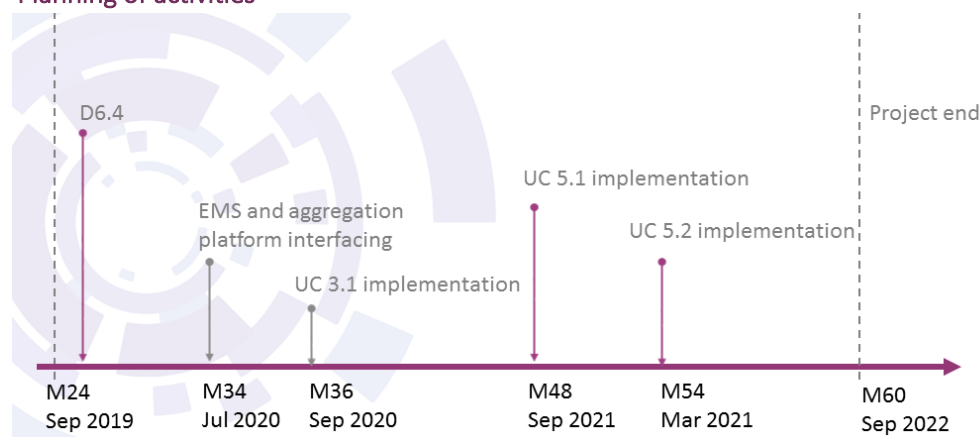 Planning of activities
D6.4
Project end
UC 5.1 implementation
EMS and aggregation
platform interfacing
UC 5.2 implementation
UC 3.1 implementation
M24
Sep 2019
M34
Jul 2020
M36
Sep 2020
M48
Sep 2021
M54
Mar 2021
M60
Sep 2022